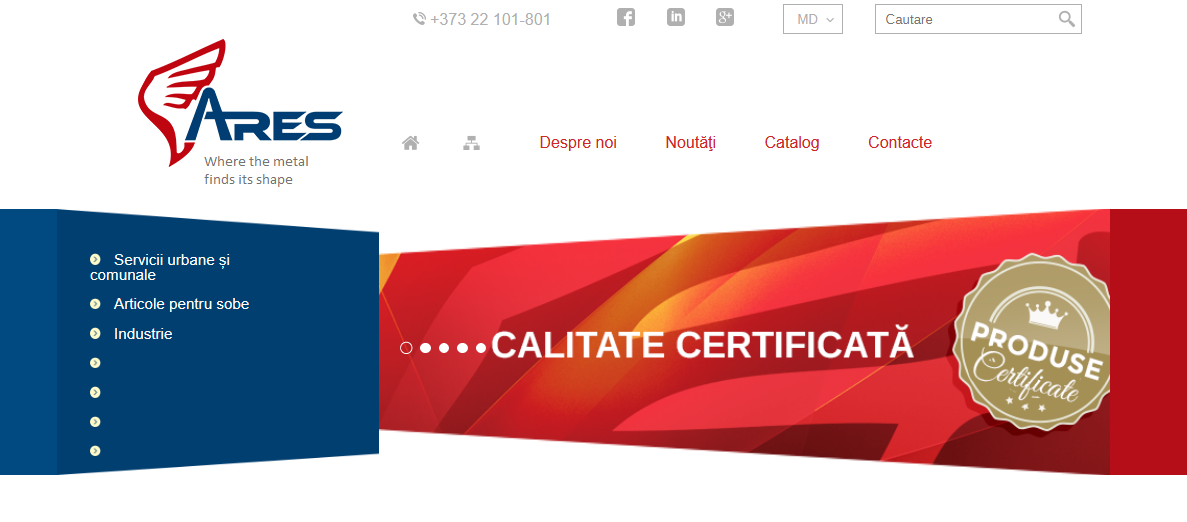 +373 22 101-801
MD
Cautare
ARES
Where the metal
finds its shape
Despre noi
Noutăţi
Catalog
Contacte
Servicii urbane și
comunale
Articole pentru sobe
Industrie
CALITATE CERTIFICATĂ
PRODUSE
Certificate